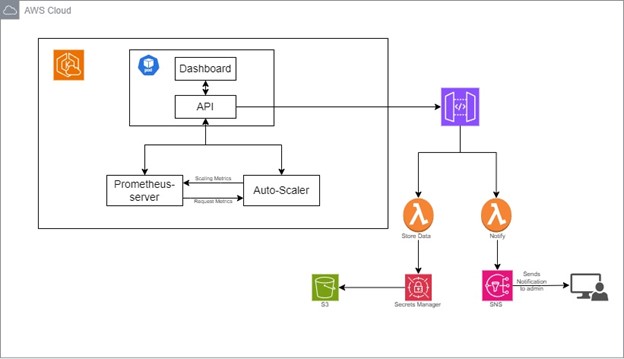 AWS Cloud
pod
Dashboard
API
Prometheus-
server
Scaling Metrics
Request Metrics
Auto-Scaler
Store Data
Notify
S3
Secrets Manager
SNS
Sends
Notification
to admin